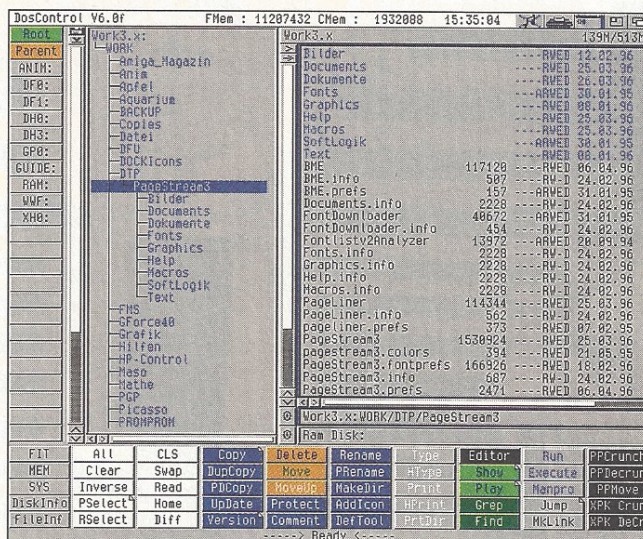 DosControl V6.0f FMem : 11207432 CMem : 1932088 15:35:04
Root
Parent
ANIM:
DF0:
DF1:
DH0:
DH3:
GP0:
GUIDE:
RAM:
WWF:
XH0:
Work3.x:
WORK
Amiga_Magazin
Anim
Apfel
Aquarium
BACKUP
Copies
Datei
DFU
DOCKIcons
DTP
PageStream3
Bilder
Documents
Dokumente
Fonts
Graphics
Help
Macros
SoftLogik
Text
FMS
GForce40
Grafik
Hilfen
HP-Control
Maso
Mathe
PGP
Picasso
PROMPROM
Work3.x 139M/513M
Bilder ----RWED 12.02.96
Documents ----RWED 25.03.96
Dokumente ----RWED 26.03.96
Fonts ---ARWED 30.01.95
Graphics ----RWED 08.01.96
Help ----RWED 25.03.96
Macros ----RWED 25.03.96
SoftLogik ---ARWED 30.01.95
Text ----RWED 08.01.96
BME 117120 ----RWED 06.04.96
BME.info 507 ----RW-D 24.02.96
BME.prefs 157 ---ARWED 31.01.95
Documents.info 2228 ----RW-D 24.02.96
FontDownloader 40672 ---ARWED 31.01.95
FontDownloader.info 454 ----RW-D 24.02.96
Fontlistv2Analyzer 13972 ---ARWED 20.09.94
Fonts.info 2228 ----RW-D 24.02.96
Graphics.info 2228 ----RW-D 24.02.96
Help.info 2228 ----RW-D 24.02.96
Macros.info 2228 ----RW-D 24.02.96
PageLiner 114344 ----RWED 25.03.96
PageLiner.info 562 ----RW-D 24.02.96
pageliner.prefs 373 ----RWED 07.02.95
PageStream3 1530924 ----RWED 25.03.96
pagestream3.colors 394 ----RWED 21.05.95
PageStream3.fontprefs 166926 ----RWED 18.02.96
PageStream3.info 687 ----RW-D 24.02.96
PageStream3.prefs 2471 ----RWED 06.04.96
Work3.x:WORK/DTP/PageStream3
Ram Disk:
FIT All CLS Copy Delete Rename Type Editor Run PPCrunch
MEM Clear Swap DupCopy Move PRename HType Show Execute PPDecrun
SYS Inverse Read PDCopy MoveUp MakeDir Print Play Manpro PPMove
DiskInfo PSelect Home UpDate Protect AddIcon HPrint Grep Jump XPK Crun
FileInf RSelect Diff Version Comment DefTool PrtDir Find MkLink XPK DeCr
-----> Ready <-----